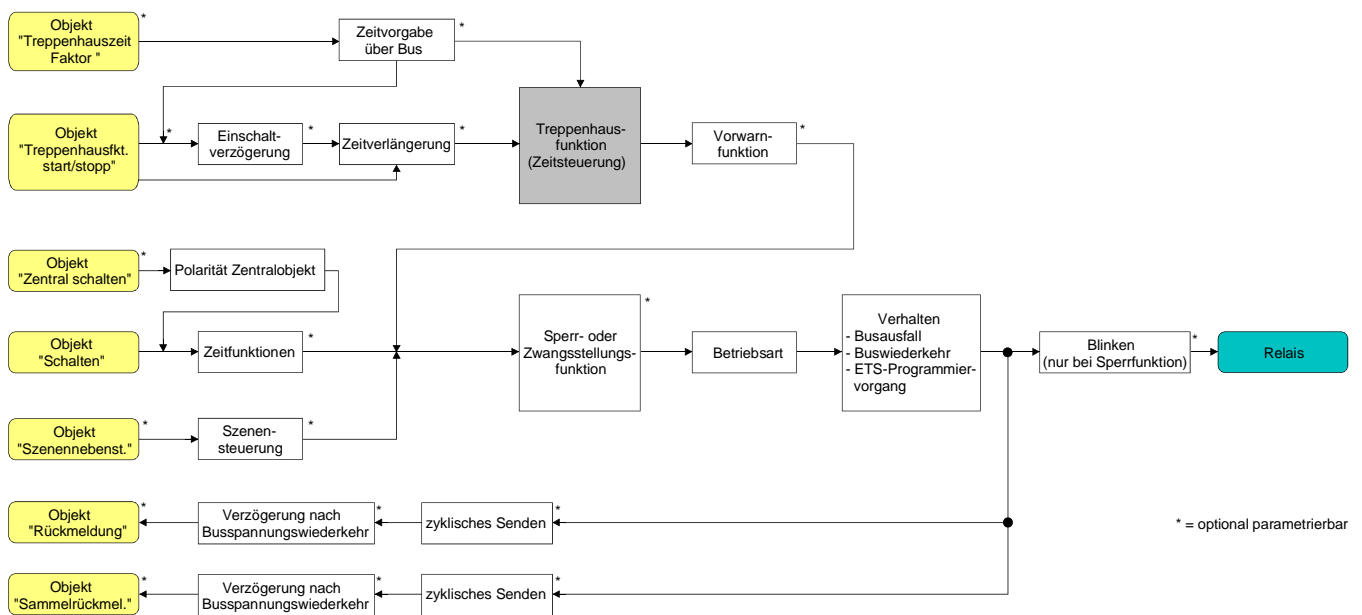 Objekt
"Treppenhauszeit
Faktor "
*
Zeitvorgabe
über Bus
*
Objekt
"Treppenhausfkt.
start/stopp"
*
Einschalt-
verzögerung
*
Zeitverlängerung
*
Treppenhaus-
funktion
(Zeitsteuerung)
Vorwarn-
funktion
*
Objekt
"Zentral schalten"
*
Polarität Zentralobjekt
Objekt
"Schalten"
Zeitfunktionen
*
Sperr- oder
Zwangsstellungs-
funktion
*
Betriebsart
Verhalten
- Busausfall
- Buswiederkehr
- ETS-Programmier-
vorgang
Blinken
(nur bei Sperrfunktion)
*
Relais
Objekt
"Szenennebenst."
*
Szenen-
steuerung
*
Objekt
"Rückmeldung"
*
Verzögerung nach
Busspannungswiederkehr
*
zyklisches Senden
*
* = optional parametrierbar
Objekt
"Sammelrückmel."
*
Verzögerung nach
Busspannungswiederkehr
*
zyklisches Senden
*